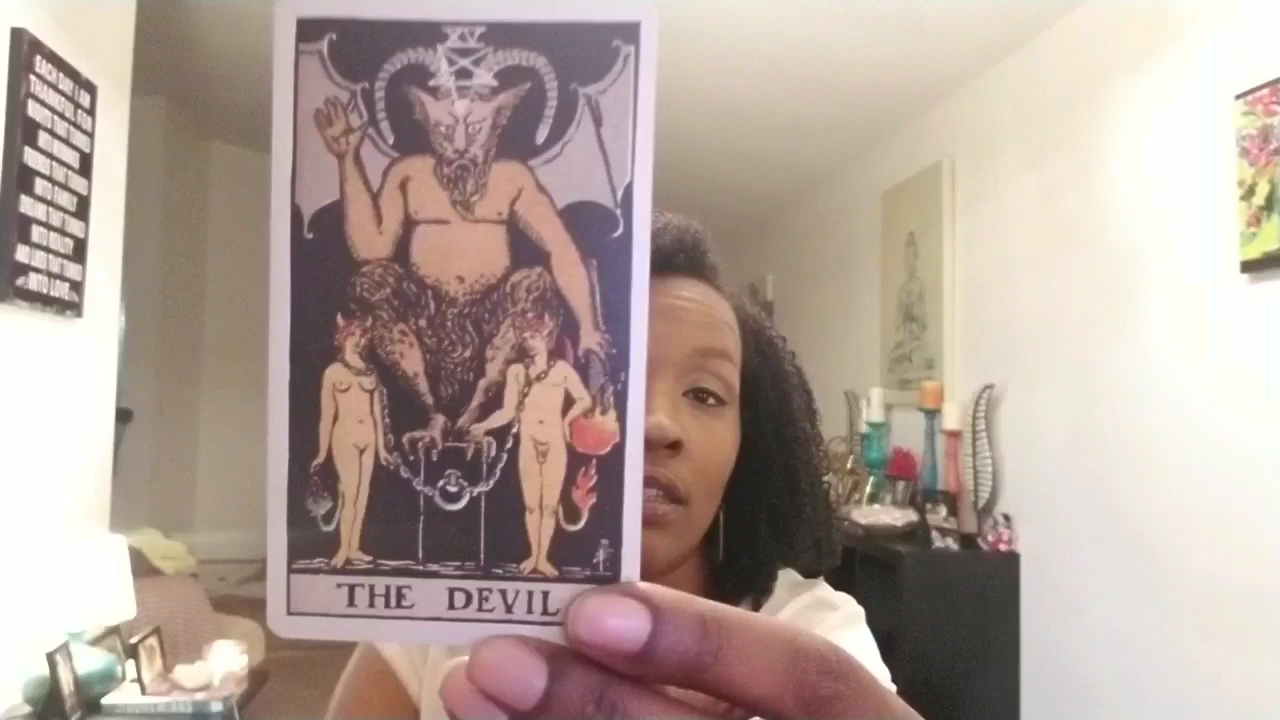 EACH DAY I AM
THANKFUL FOR
NIGHTS THAT TURNED
INTO MORNINGS
FRIENDS THAT TURNED
INTO FAMILY
DREAMS THAT TURNED
INTO REALITY
AND LIKES THAT TURNED
INTO LOVE
XV
THE DEVIL